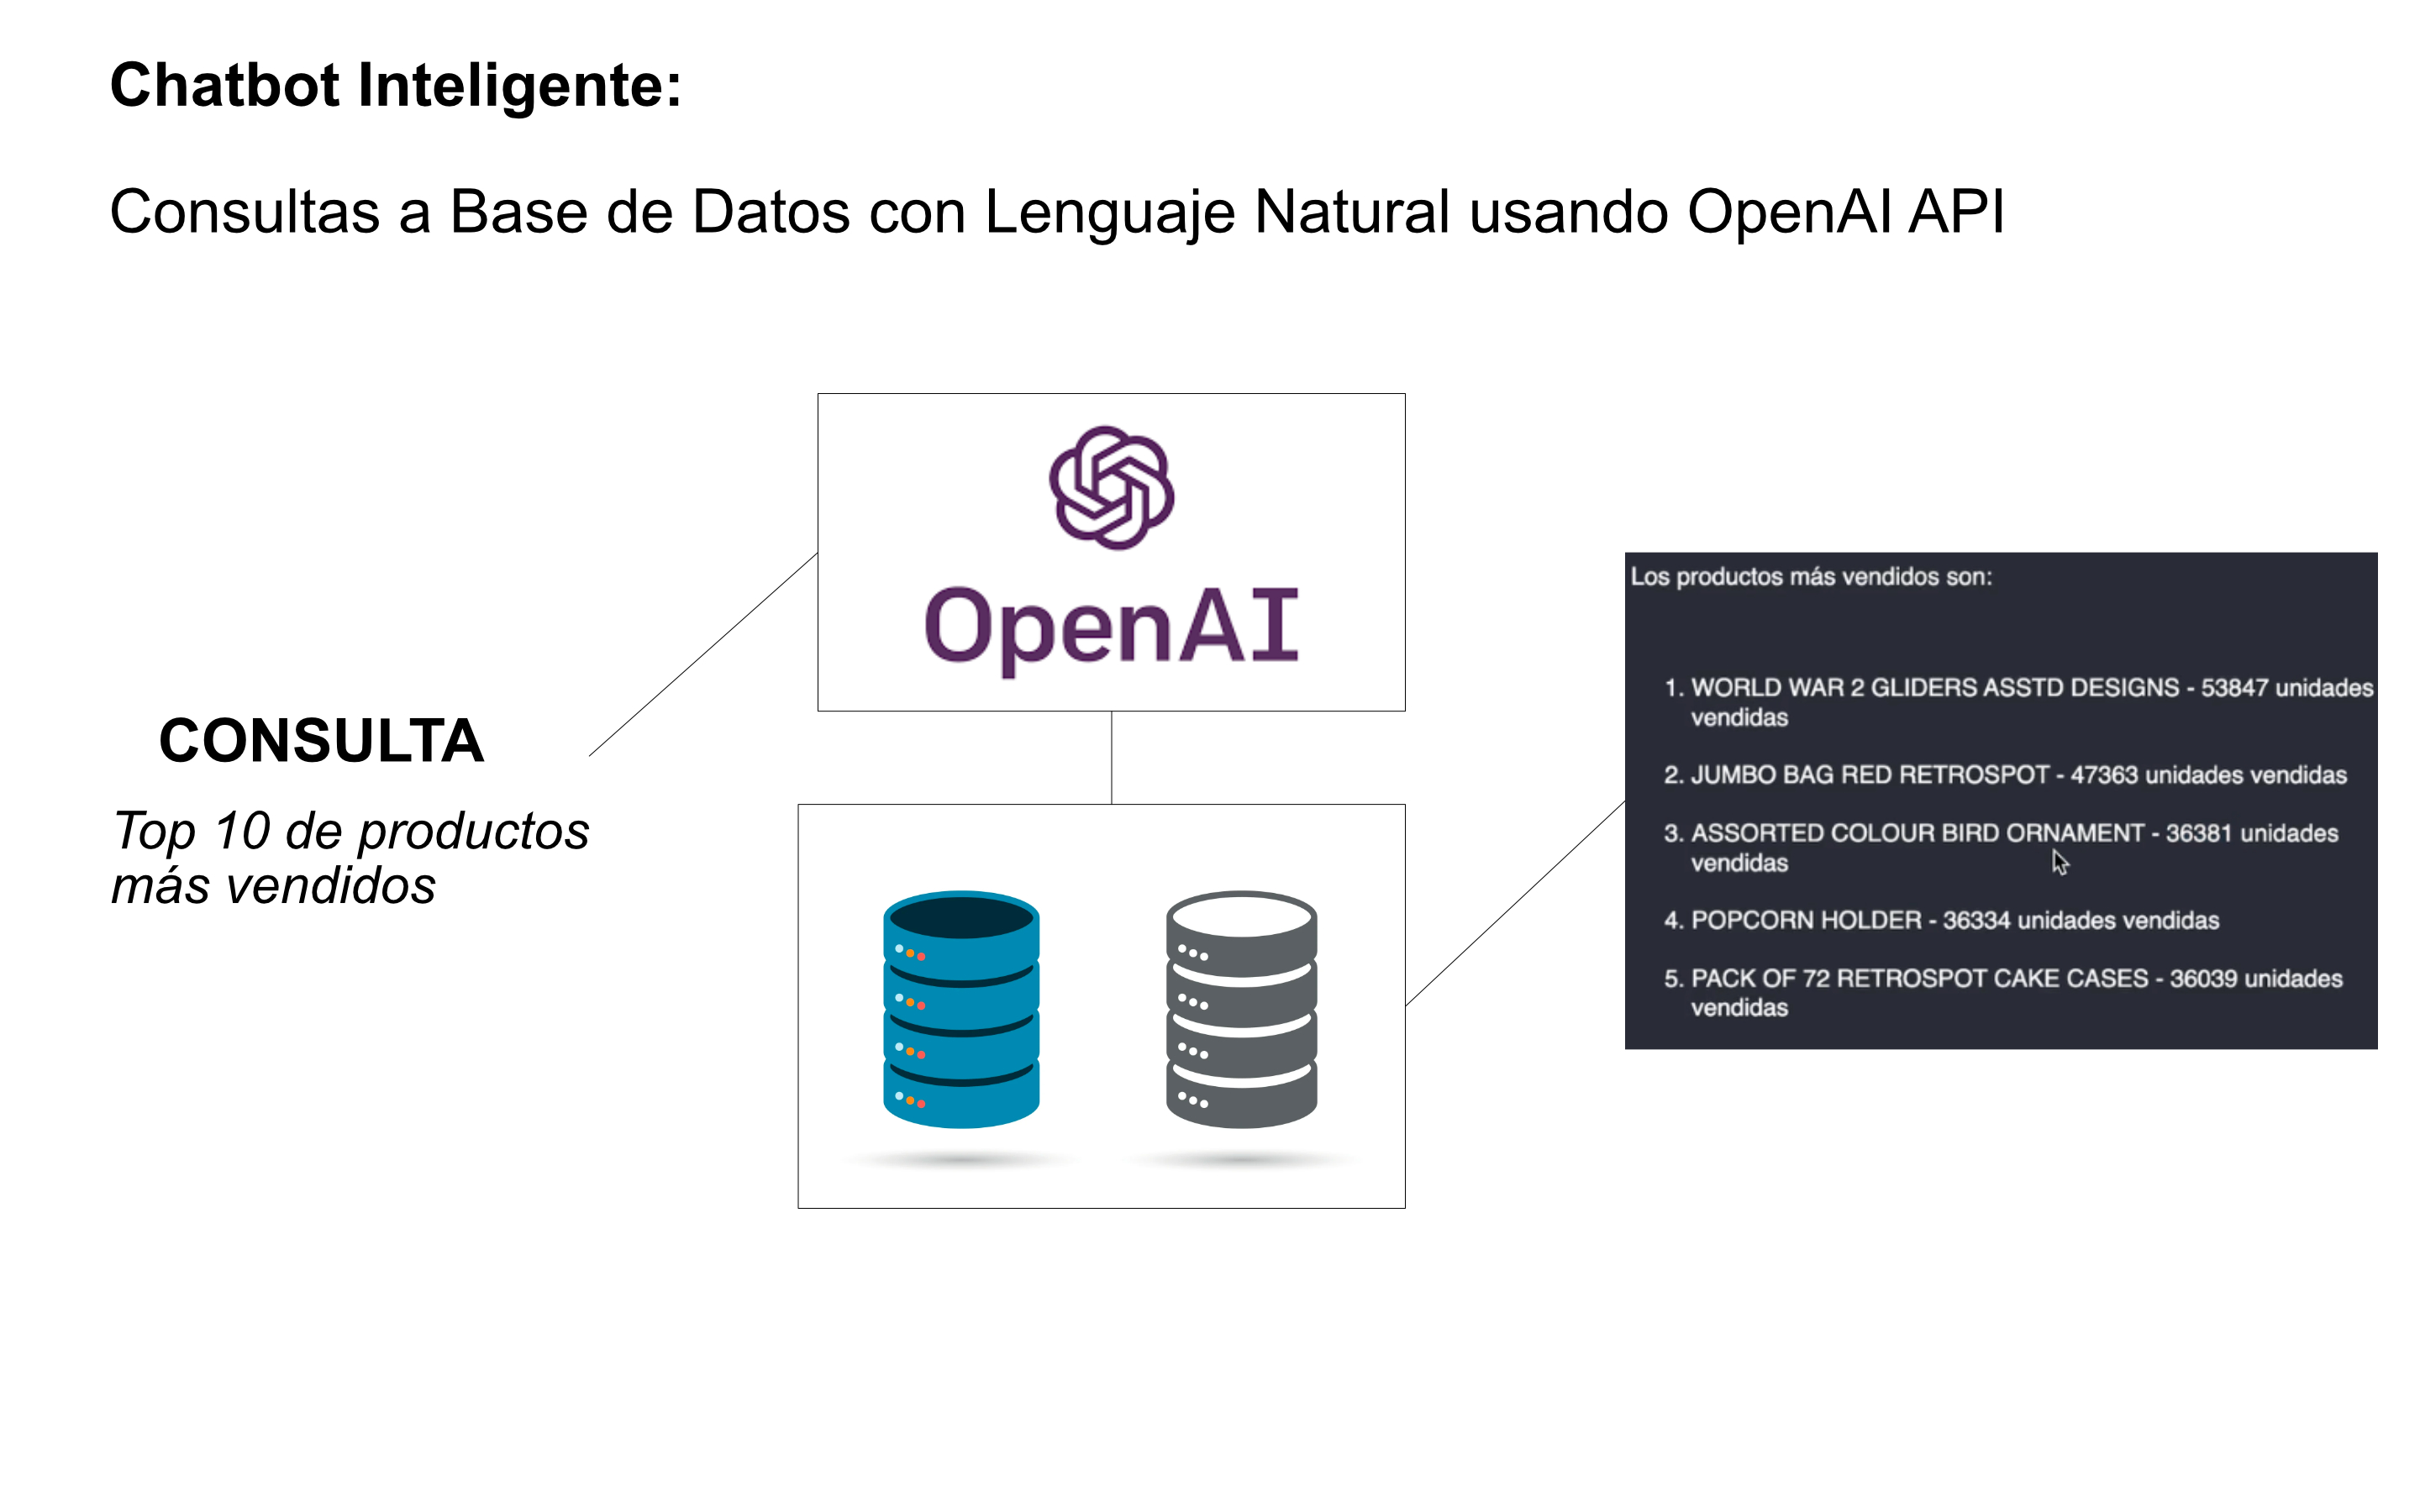 Chatbot Inteligente:
Consultas a Base de Datos con Lenguaje Natural usando OpenAI API
OpenAI
CONSULTA
Top 10 de productos
más vendidos
Los productos más vendidos son:
1. WORLD WAR 2 GLIDERS ASSTD DESIGNS - 53847 unidades
vendidas
2. JUMBO BAG RED RETROSPOT - 47363 unidades vendidas
3. ASSORTED COLOUR BIRD ORNAMENT - 36381 unidades
vendidas
4. POPCORN HOLDER - 36334 unidades vendidas
5. PACK OF 72 RETROSPOT CAKE CASES - 36039 unidades
vendidas